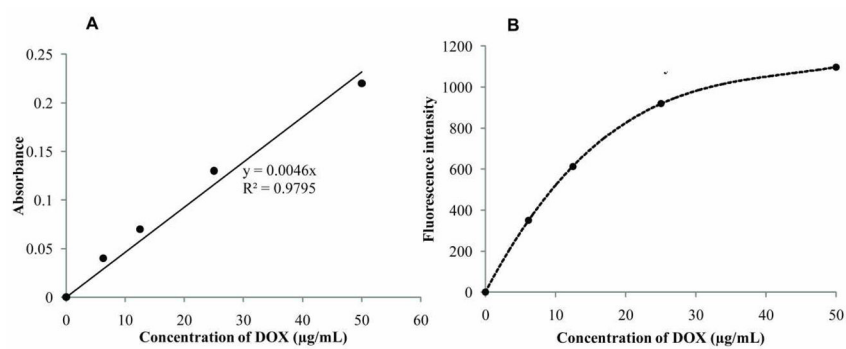 A
0.25
0.2
0.15
0.1
0.05
0
Absorbance
y = 0.0046x
R² = 0.9795
0 10 20 30 40 50 60
Concentration of DOX (µg/mL)
B
1200
1000
800
600
400
200
0
Fluorescence intensity
0 10 20 30 40 50
Concentration of DOX (µg/mL)